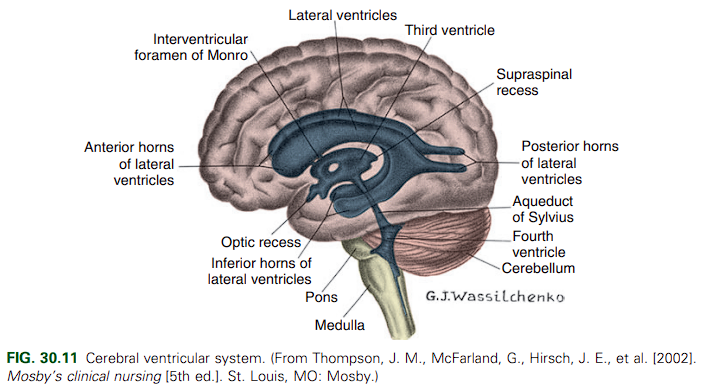 Lateral ventricles
Third ventricle
Interventricular
foramen of Monro
Supraspinal
recess
Anterior horns
of lateral
ventricles
Posterior horns
of lateral
ventricles
Aqueduct
of Sylvius
Optic recess
Fourth
ventricle
Inferior horns of
lateral ventricles
Cerebellum
Pons
G.J.Wassilchenko
Medulla
FIG. 30.11 Cerebral ventricular system. (From Thompson, J. M., McFarland, G., Hirsch, J. E., et al. [2002].
Mosby’s clinical nursing [5th ed.]. St. Louis, MO: Mosby.)